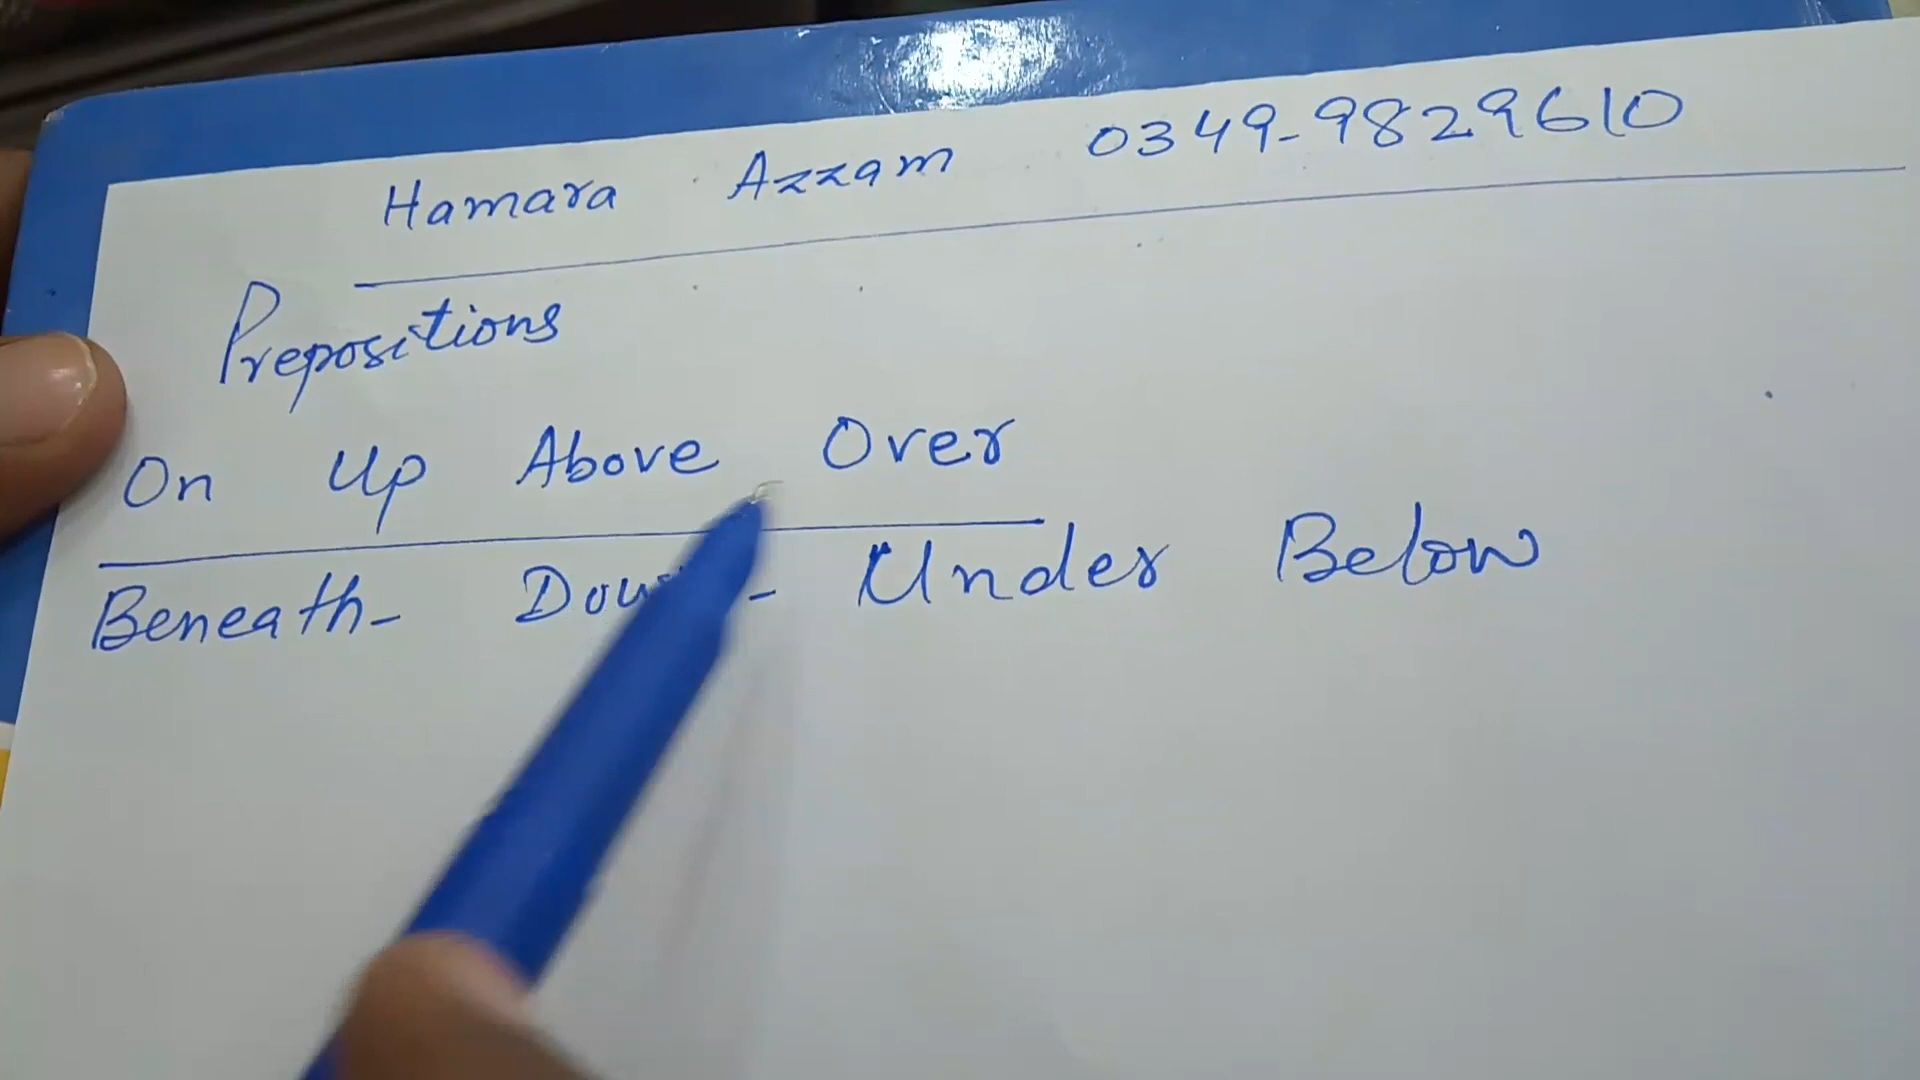 Hamara Azzam 0349-9829610
Prepositions
On Up Above Over
Beneath- - Under Below